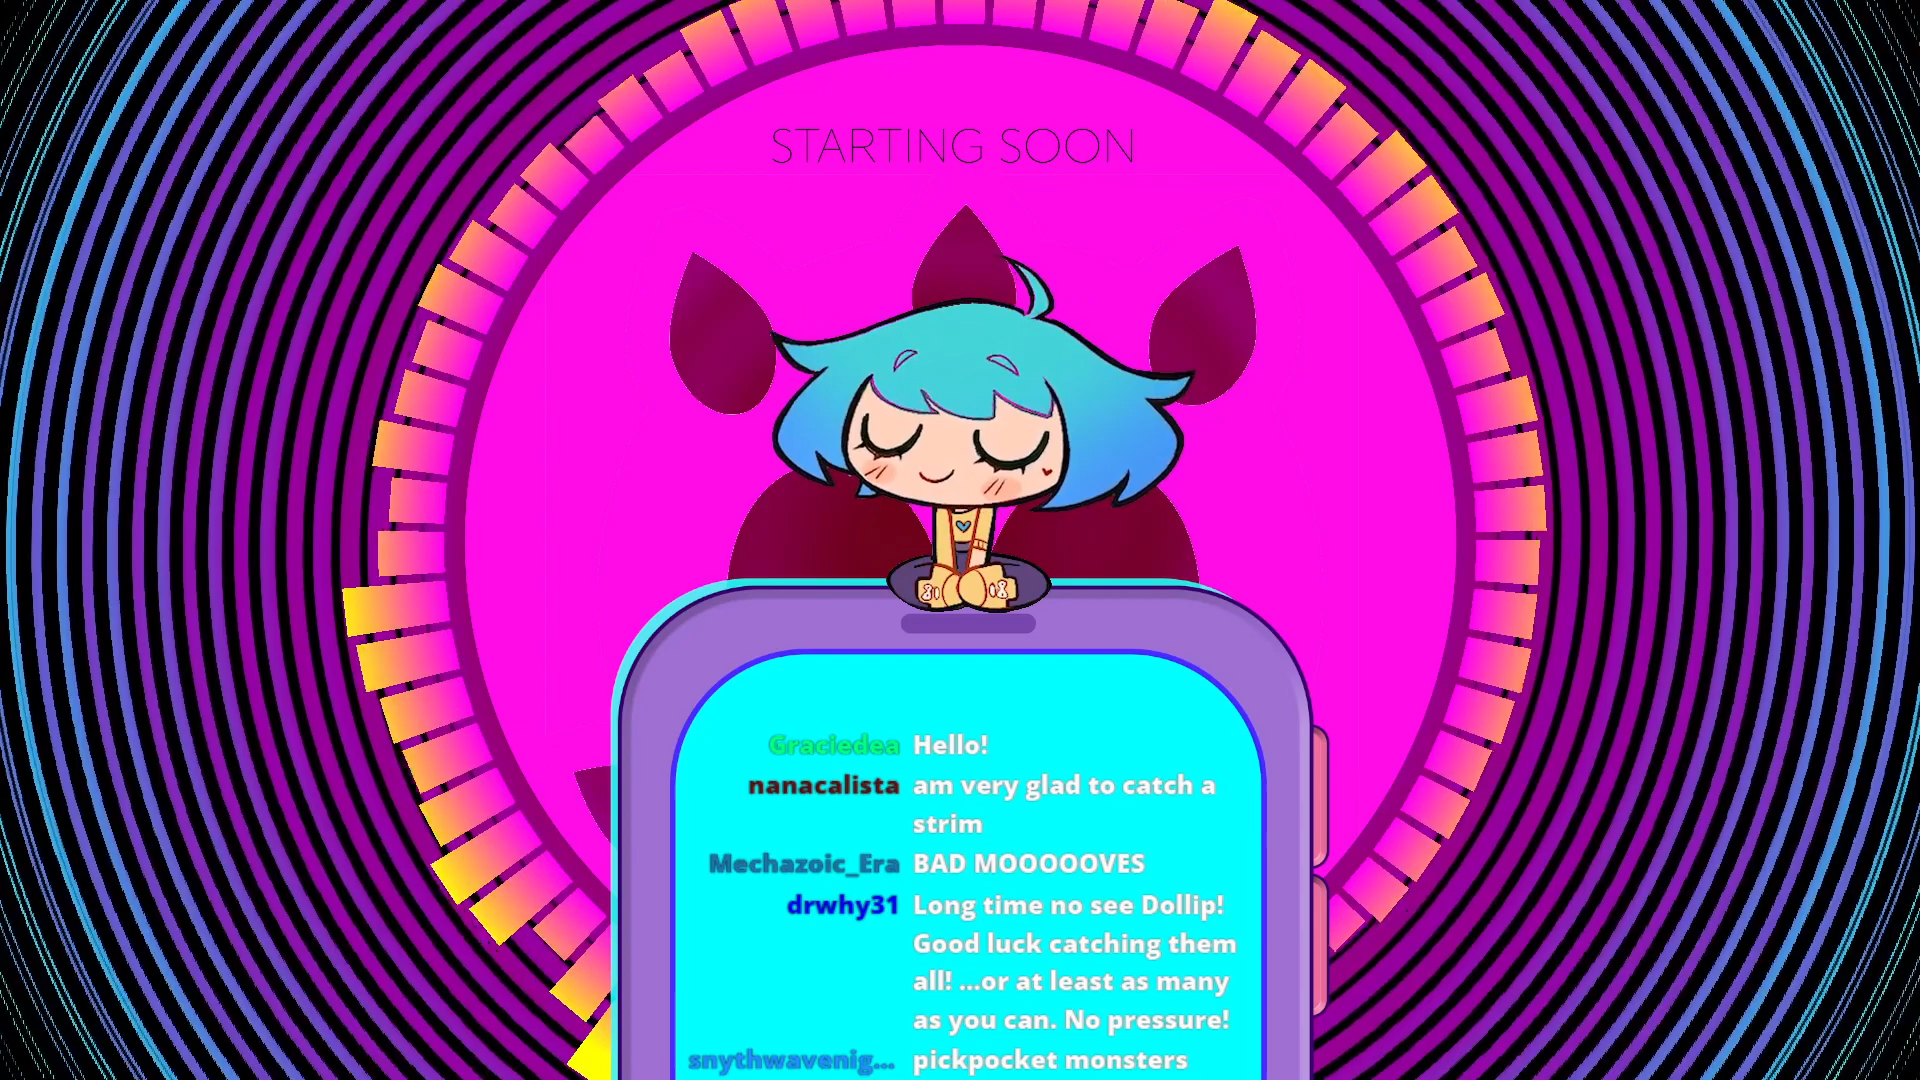 STARTING SOON
Graciedea Hello!
nanacalista am very glad to catch a
strim
Mechazoic_Era BAD MOOOOOVES
drwhy31 Long time no see Dollip!
Good luck catching them
all! ...or at least as many
as you can. No pressure!
snythwavenig... pickpocket monsters